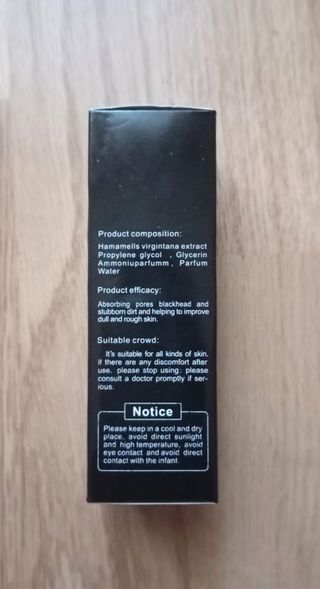 Product composition:
Hamamells virgintana extract
Propylene glycol , Glycerin
Ammoniuparfumm, Parfum
Water
Product efficacy:
Absorbing pores blackhead and
stubborn dirt and helping to improve
dull and rough skin.
Suitable crowd:
It's suitable for all kinds of skin.
if there are any discomfort after
use. please stop using; please
consult a doctor promptly if ser-
ious.
Notice
Please keep in a cool and dry
place, avoid direct sunlight
and high temperature, avoid
eye contact and avoid direct
contact with the infant.